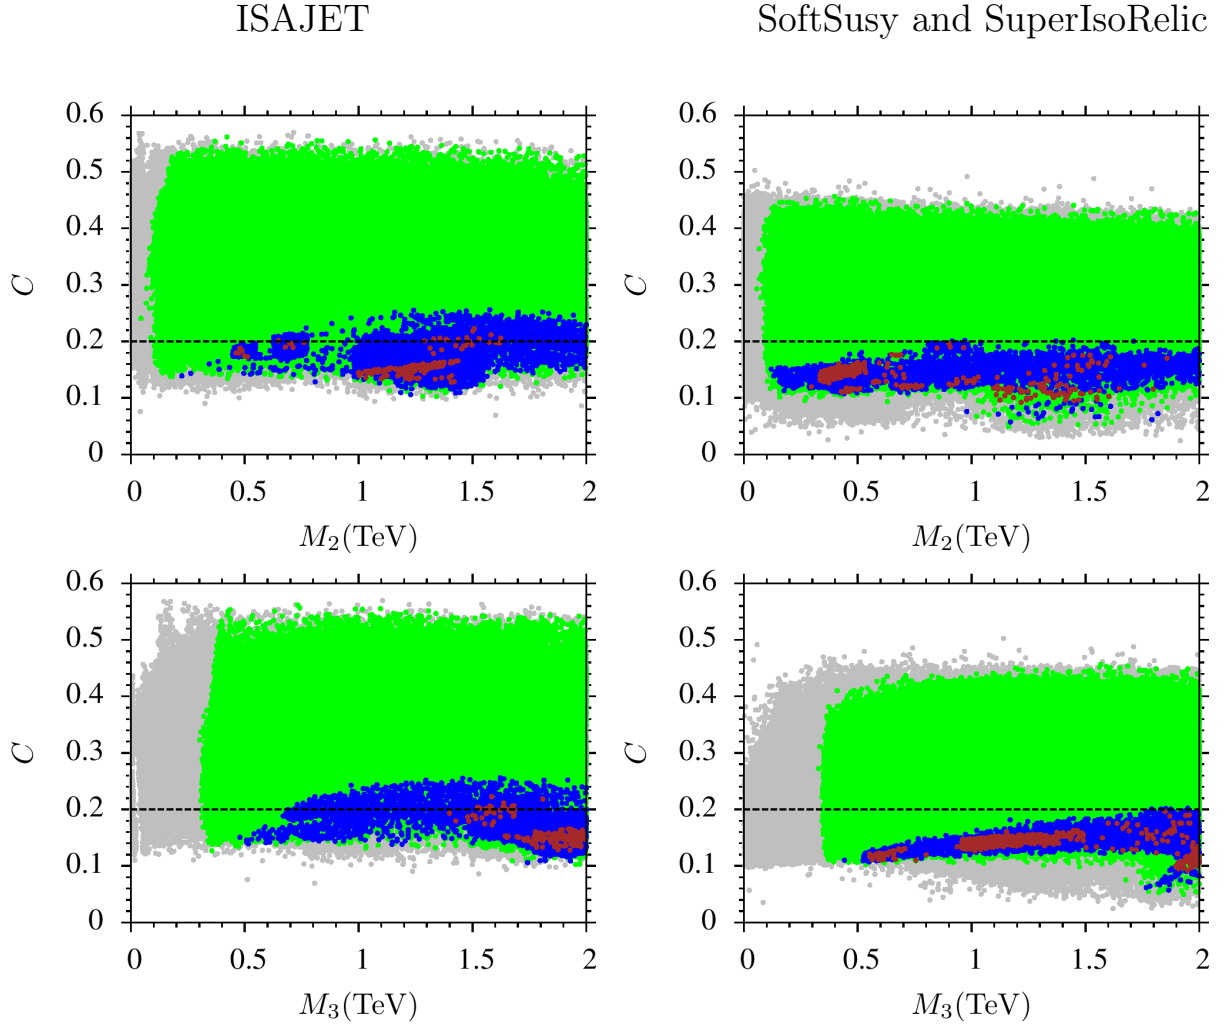 ISAJET SoftSusy and SuperIsoRelic
0.6 0.6
0.5 0.5
0.4 0.4
C 0.3 C 0.3
0.2 0.2
0.1 0.1
0 0
0 0.5 1 1.5 2 0 0.5 1 1.5 2
M₂(TeV) M₂(TeV)
0.6 0.6
0.5 0.5
0.4 0.4
C 0.3 C 0.3
0.2 0.2
0.1 0.1
0 0
0 0.5 1 1.5 2 0 0.5 1 1.5 2
M₃(TeV) M₃(TeV)